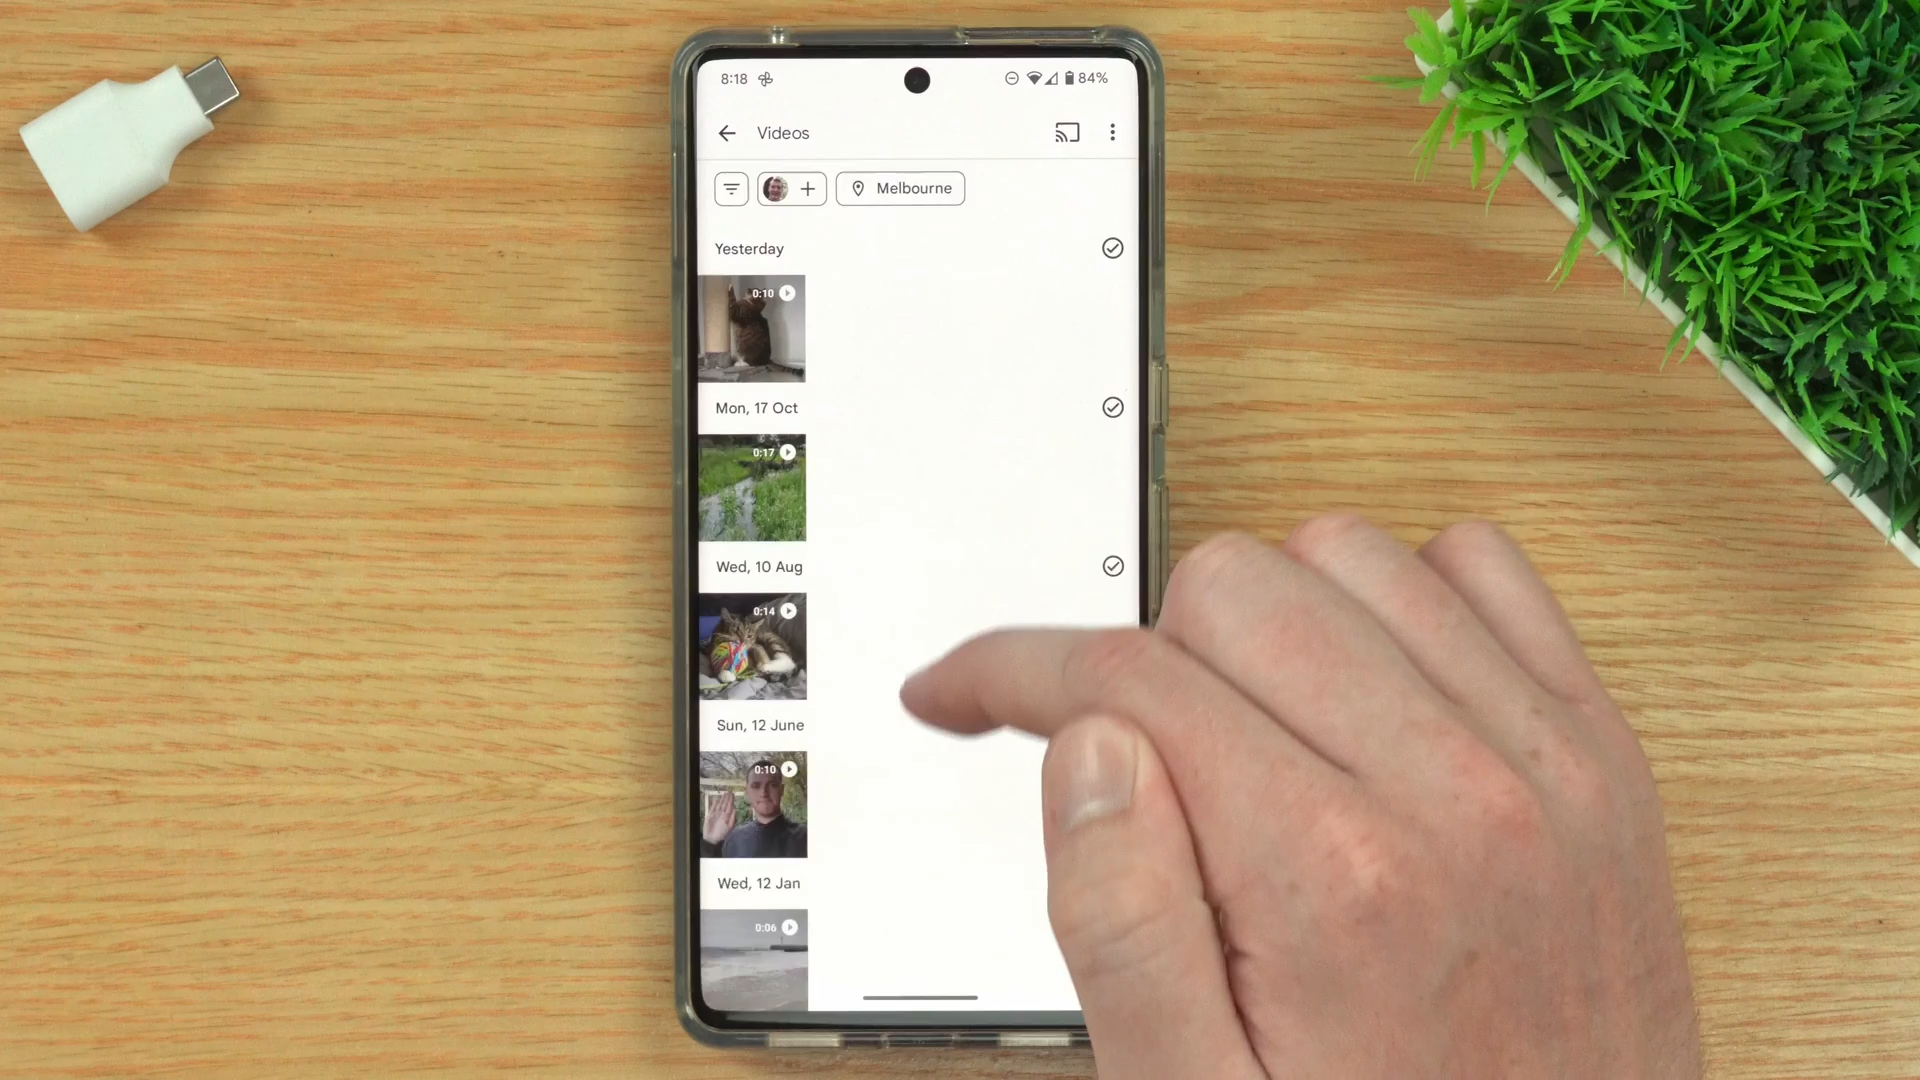 8:18 84%
Videos
Melbourne
Yesterday
0:10
Mon, 17 Oct
0:17
Wed, 10 Aug
0:14
Sun, 12 June
0:10
Wed, 12 Jan
0:06